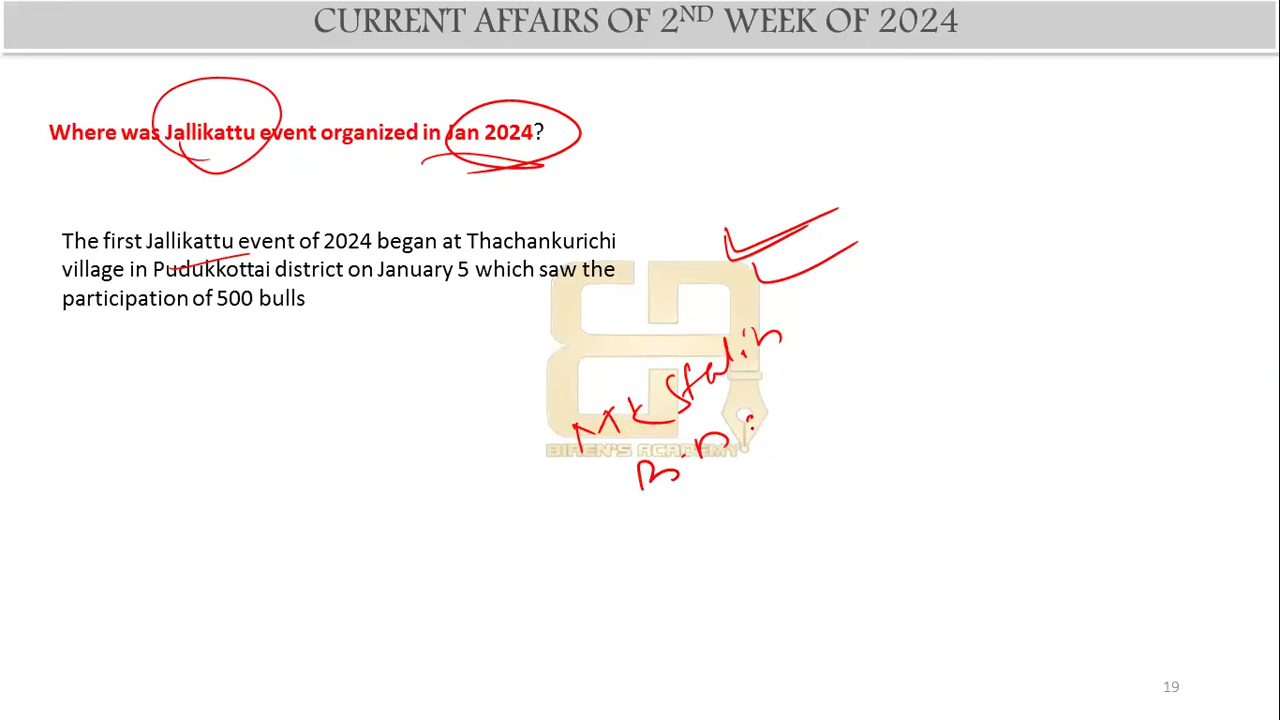 CURRENT AFFAIRS OF 2ND WEEK OF 2024
Where was Jallikattu event organized in Jan 2024?
The first Jallikattu event of 2024 began at Thachankurichi
village in Pudukkottai district on January 5 which saw the
participation of 500 bulls
MK Stalin
BIREN'S ACADEMY
19